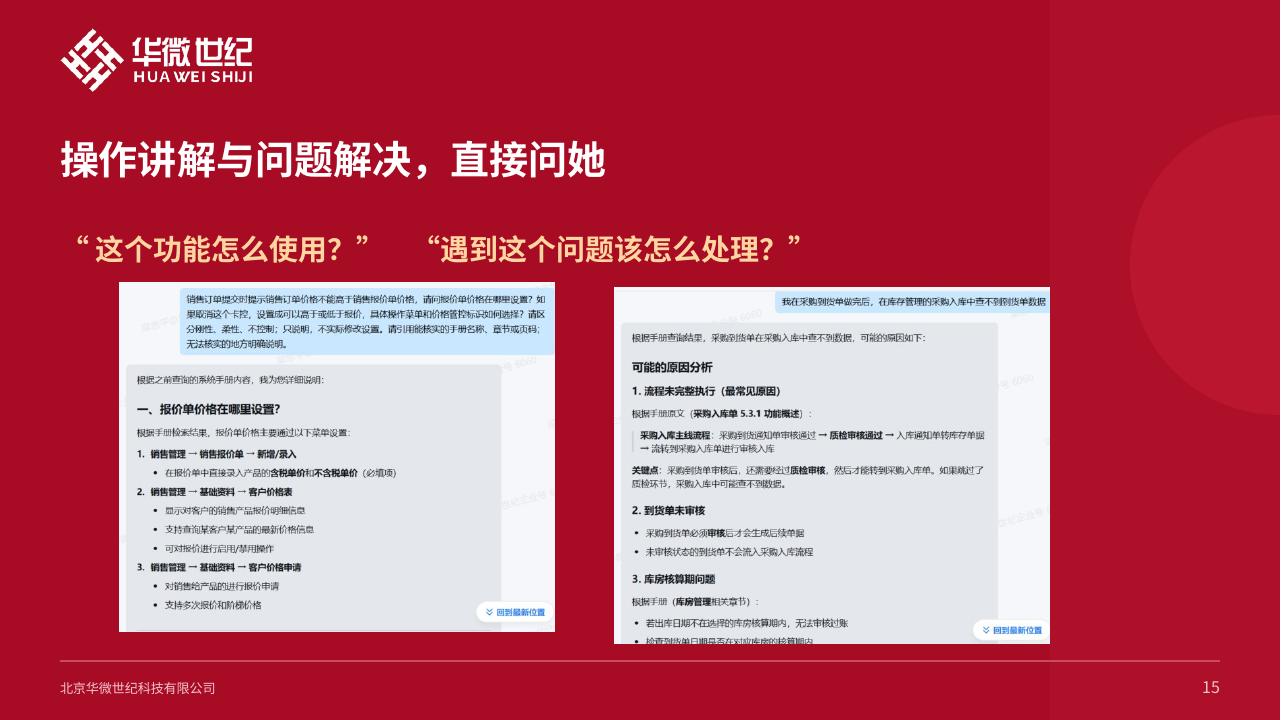 华微世纪
HUA WEI SHIJI
操作讲解与问题解决，直接问她
“这个功能怎么使用？” “遇到这个问题该怎么处理？”
销售订单提交时提示销售订单价格不能高于销售报价单价格，请问报价单价格在哪里设置？如
果取消这个卡控，设置成可以高于或低于报价，具体操作菜单和价格管控标识如何选择？请区
分刚性、柔性、不控制；只说明，不实际修改设置。请引用能核实的手册名称、章节或页码；
无法核实的地方明确说明。
根据之前查询的系统手册内容，我为您详细说明：
一、报价单价格在哪里设置？
根据手册检索结果，报价单价格主要通过以下菜单设置：
1. 销售管理 → 销售报价单 → 新增/录入
• 在报价单中直接录入产品的含税单价和不含税单价（必填项）
2. 销售管理 → 基础资料 → 客户价格表
• 显示对客户的销售产品报价明细信息
• 支持查询某客户某产品的最新价格信息
• 可对报价进行启用/禁用操作
3. 销售管理 → 基础资料 → 客户价格申请
• 对销售给产品的进行报价申请
• 支持多次报价和阶梯价格
回到最新位置
我在采购到货单做完后，在库存管理的采购入库中查不到到货单数据
根据手册查询结果，采购到货单在采购入库中查不到数据，可能的原因如下：
可能的原因分析
1. 流程未完整执行（最常见原因）
根据手册原文（采购入库单 5.3.1 功能概述）：
采购入库主线流程：采购到货通知单审核通过 → 质检审核通过 → 入库通知单转库存单据
→ 流转到采购入库单进行审核入库
关键点：采购到货单审核后，还需要经过质检审核，然后才能转到采购入库单。如果跳过了
质检环节，采购入库中可能查不到数据。
2. 到货单未审核
• 采购到货单必须审核后才会生成后续单据
• 未审核状态的到货单不会流入采购入库流程
3. 库房核算期问题
根据手册（库房管理相关章节）：
• 若出库日期不在选择的库房核算期内，无法审核过账
• 检查到货单日期是否在对应库房的核算期内
回到最新位置
北京华微世纪科技有限公司
15